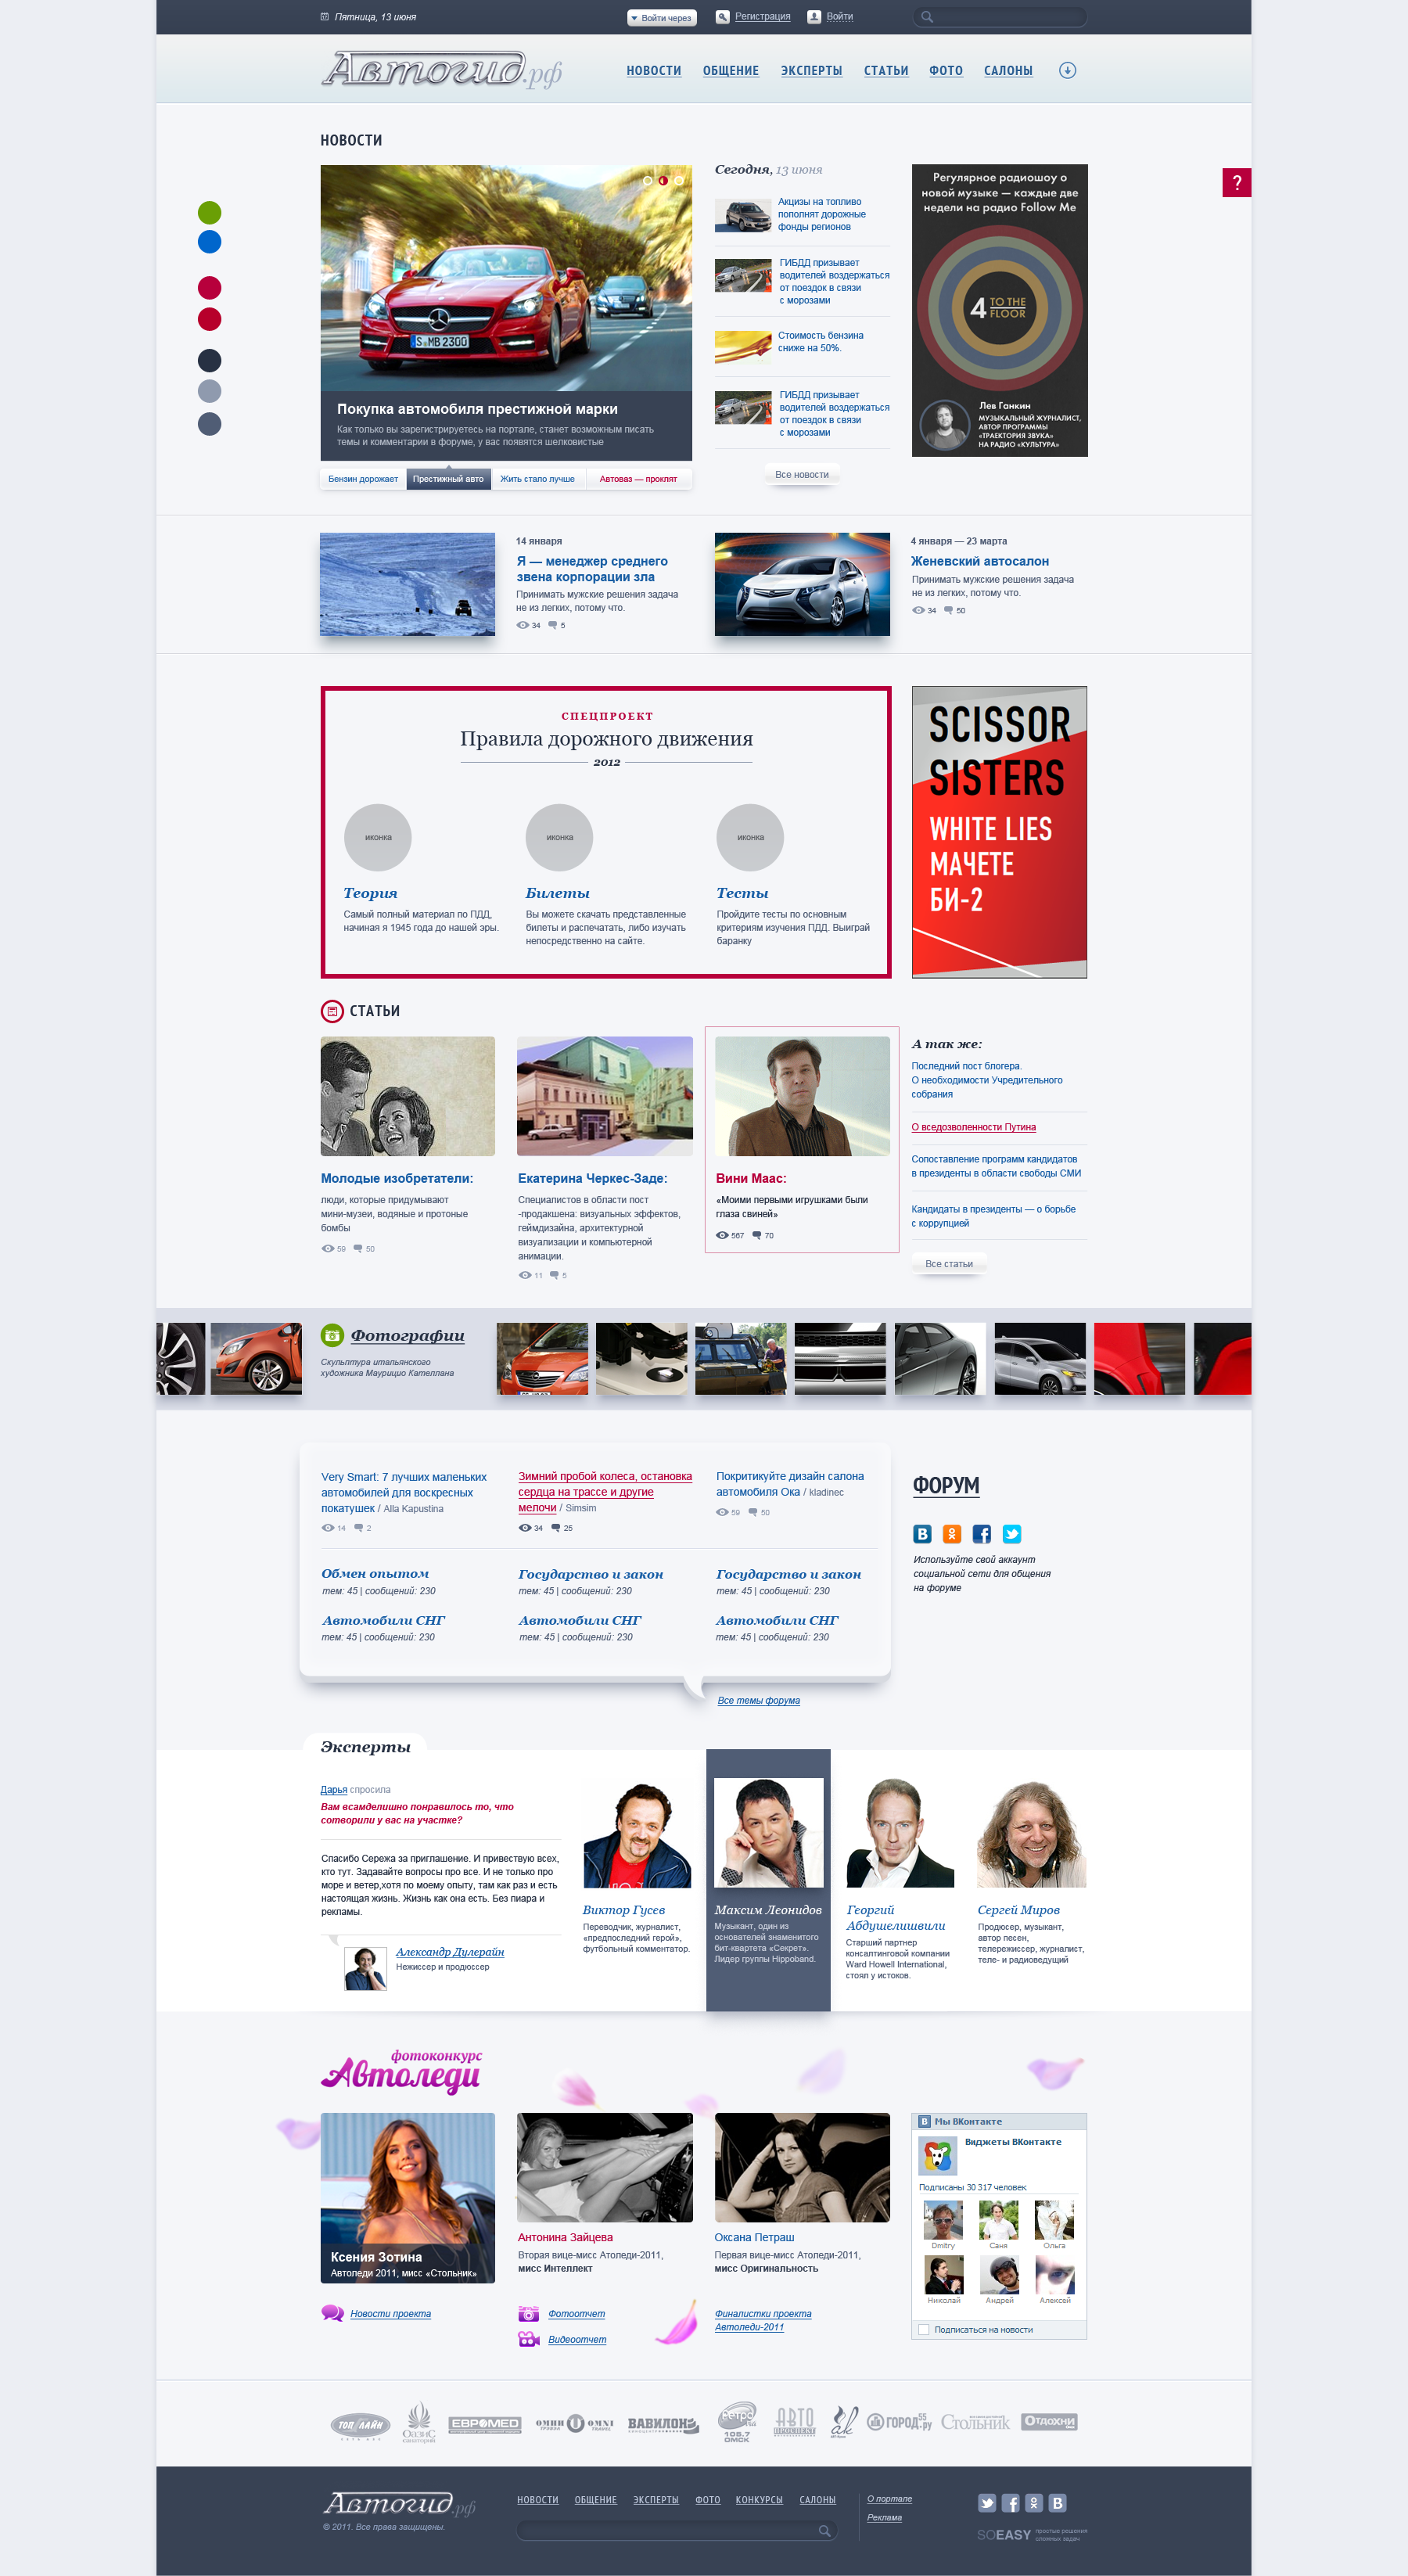 Пятница, 13 июня
Войти через
Регистрация
Войти
Автогид.рф
НОВОСТИ ОБЩЕНИЕ ЭКСПЕРТЫ СТАТЬИ ФОТО САЛОНЫ
НОВОСТИ
S MB 2300
Покупка автомобиля престижной марки
Как только вы зарегистрируетесь на портале, станет возможным писать
темы и комментарии в форуме, у вас появятся шелковистые
Бензин дорожает Престижный авто Жить стало лучше Автоваз — проклят
Сегодня, 13 июня
Акцизы на топливо
пополнят дорожные
фонды регионов
ГИБДД призывает
водителей воздержаться
от поездок в связи
с морозами
Стоимость бензина
сниже на 50%.
ГИБДД призывает
водителей воздержаться
от поездок в связи
с морозами
Все новости
Регулярное радиошоу о
новой музыке — каждые две
недели на радио Follow Me
4 TO THE
FLOOR
Лев Ганкин
МУЗЫКАЛЬНЫЙ ЖУРНАЛИСТ,
АВТОР ПРОГРАММЫ
«ТРАЕКТОРИЯ ЗВУКА»
НА РАДИО «КУЛЬТУРА»
?
14 января
Я — менеджер среднего
звена корпорации зла
Принимать мужские решения задача
не из легких, потому что.
34 5
4 января — 23 марта
Женевский автосалон
Принимать мужские решения задача
не из легких, потому что.
34 50
СПЕЦПРОЕКТ
Правила дорожного движения
2012
иконка
Теория
Самый полный материал по ПДД,
начиная я 1945 года до нашей эры.
иконка
Билеты
Вы можете скачать представленные
билеты и распечатать, либо изучать
непосредственно на сайте.
иконка
Тесты
Пройдите тесты по основным
критериям изучения ПДД. Выиграй
баранку
SCISSOR
SISTERS
WHITE LIES
МАЧЕТЕ
БИ-2
СТАТЬИ
Молодые изобретатели:
люди, которые придумывают
мини-музеи, водяные и протоные
бомбы
59 50
Екатерина Черкес-Заде:
Специалистов в области пост
-продакшена: визуальных эффектов,
геймдизайна, архитектурной
визуализации и компьютерной
анимации.
11 5
Вини Маас:
«Моими первыми игрушками были
глаза свиней»
567 70
А так же:
Последний пост блогера.
О необходимости Учредительного
собрания
О вседозволенности Путина
Сопоставление программ кандидатов
в президенты в области свободы СМИ
Кандидаты в президенты — о борьбе
с коррупцией
Все статьи
Фотографии
Скульптура итальянского
художника Маурицио Кателлана
Very Smart: 7 лучших маленьких
автомобилей для воскресных
покатушек / Alla Kapustina
14 2
Зимний пробой колеса, остановка
сердца на трассе и другие
мелочи / Simsim
34 25
Покритикуйте дизайн салона
автомобиля Ока / kladinec
59 50
Обмен опытом
тем: 45 | сообщений: 230
Государство и закон
тем: 45 | сообщений: 230
Государство и закон
тем: 45 | сообщений: 230
Автомобили СНГ
тем: 45 | сообщений: 230
Автомобили СНГ
тем: 45 | сообщений: 230
Автомобили СНГ
тем: 45 | сообщений: 230
Все темы форума
ФОРУМ
Используйте свой аккаунт
социальной сети для общения
на форуме
Эксперты
Дарья спросила
Вам всамделишно понравилось то, что
сотворили у вас на участке?
Спасибо Сережа за приглашение. И приветствую всех,
кто тут. Задавайте вопросы про все. И не только про
море и ветер,хотя по моему опыту, там как раз и есть
настоящая жизнь. Жизнь как она есть. Без пиара и
рекламы.
Александр Дулерайн
Нежиссер и продюссер
Виктор Гусев
Переводчик, журналист,
«предпоследний герой»,
футбольный комментатор.
Максим Леонидов
Музыкант, один из
основателей знаменитого
бит-квартета «Секрет».
Лидер группы Hippoband.
Георгий
Абдушелишвили
Старший партнер
консалтинговой компании
Ward Howell International,
стоял у истоков.
Сергей Миров
Продюсер, музыкант,
автор песен,
телережиссер, журналист,
теле- и радиоведущий
фотоконкурс
Автоледи
Ксения Зотина
Автоледи 2011, мисс «Стольник»
Антонина Зайцева
Вторая вице-мисс Атоледи-2011,
мисс Интеллект
Оксана Петраш
Первая вице-мисс Атоледи-2011,
мисс Оригинальность
Новости проекта
Фотоотчет
Видеоотчет
Финалистки проекта
Автоледи-2011
В Мы ВКонтакте
Виджеты ВКонтакте
Подписаны 30 317 человек
Dmitry Саня Ольга
Николай Андрей Алексей
Подписаться на новости
ТОП ЛАЙН
ОАЗИС
санаторий
ЕВРОМЕД
ОМНИ OMNI
ВАВИЛОН
Ретро
105.7
ОМСК
АВТО
ПРОСПЕКТ
ак
ГОРОД55.ру
Стольник
Отдохни
Автогид.рф
© 2011. Все права защищены.
НОВОСТИ ОБЩЕНИЕ ЭКСПЕРТЫ ФОТО КОНКУРСЫ САЛОНЫ
О портале
Реклама
SOEASY простые решения
сложных задач